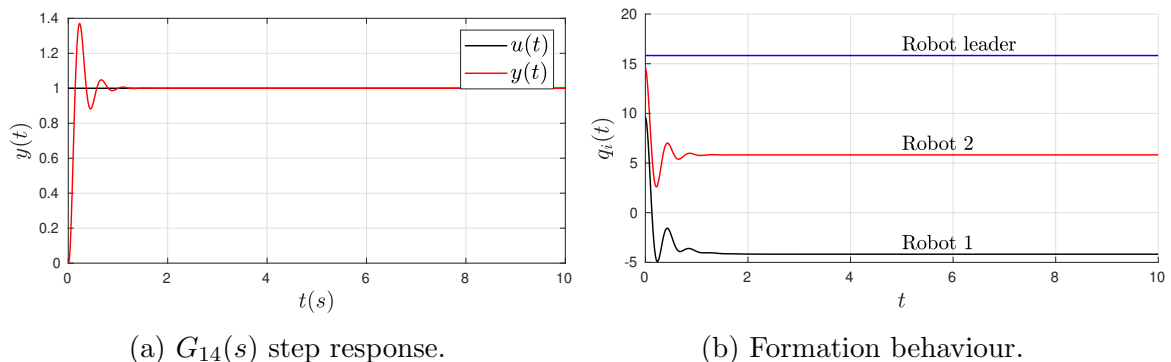 1.4
1.2
1
0.8
0.6
0.4
0.2
0
0 2 4 6 8 10
y(t)
t(s)
u(t)
y(t)
(a) G₁₄(s) step response.
20
15
10
5
0
-5
0 2 4 6 8 10
qᵢ(t)
t
Robot leader
Robot 2
Robot 1
(b) Formation behaviour.